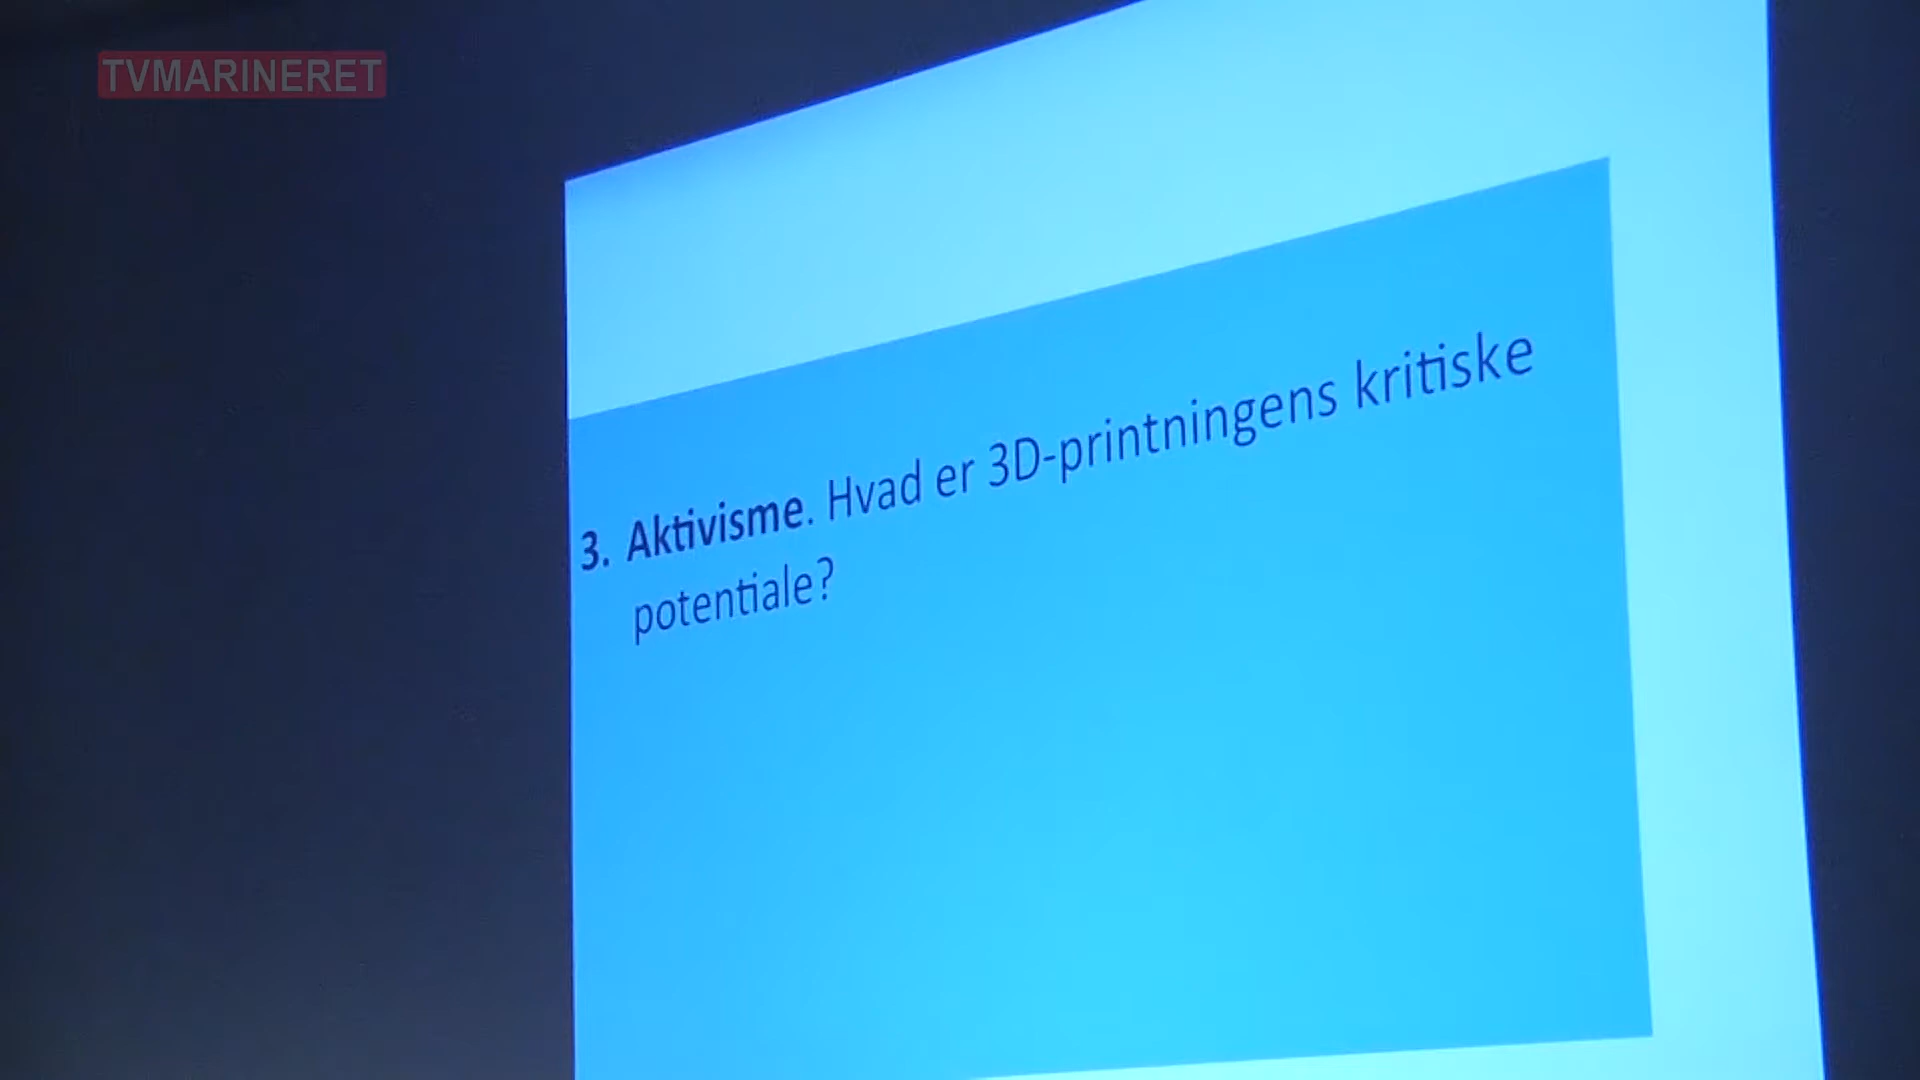 TVMARINERET
3. Aktivisme. Hvad er 3D-printningens kritiske
potentiale?